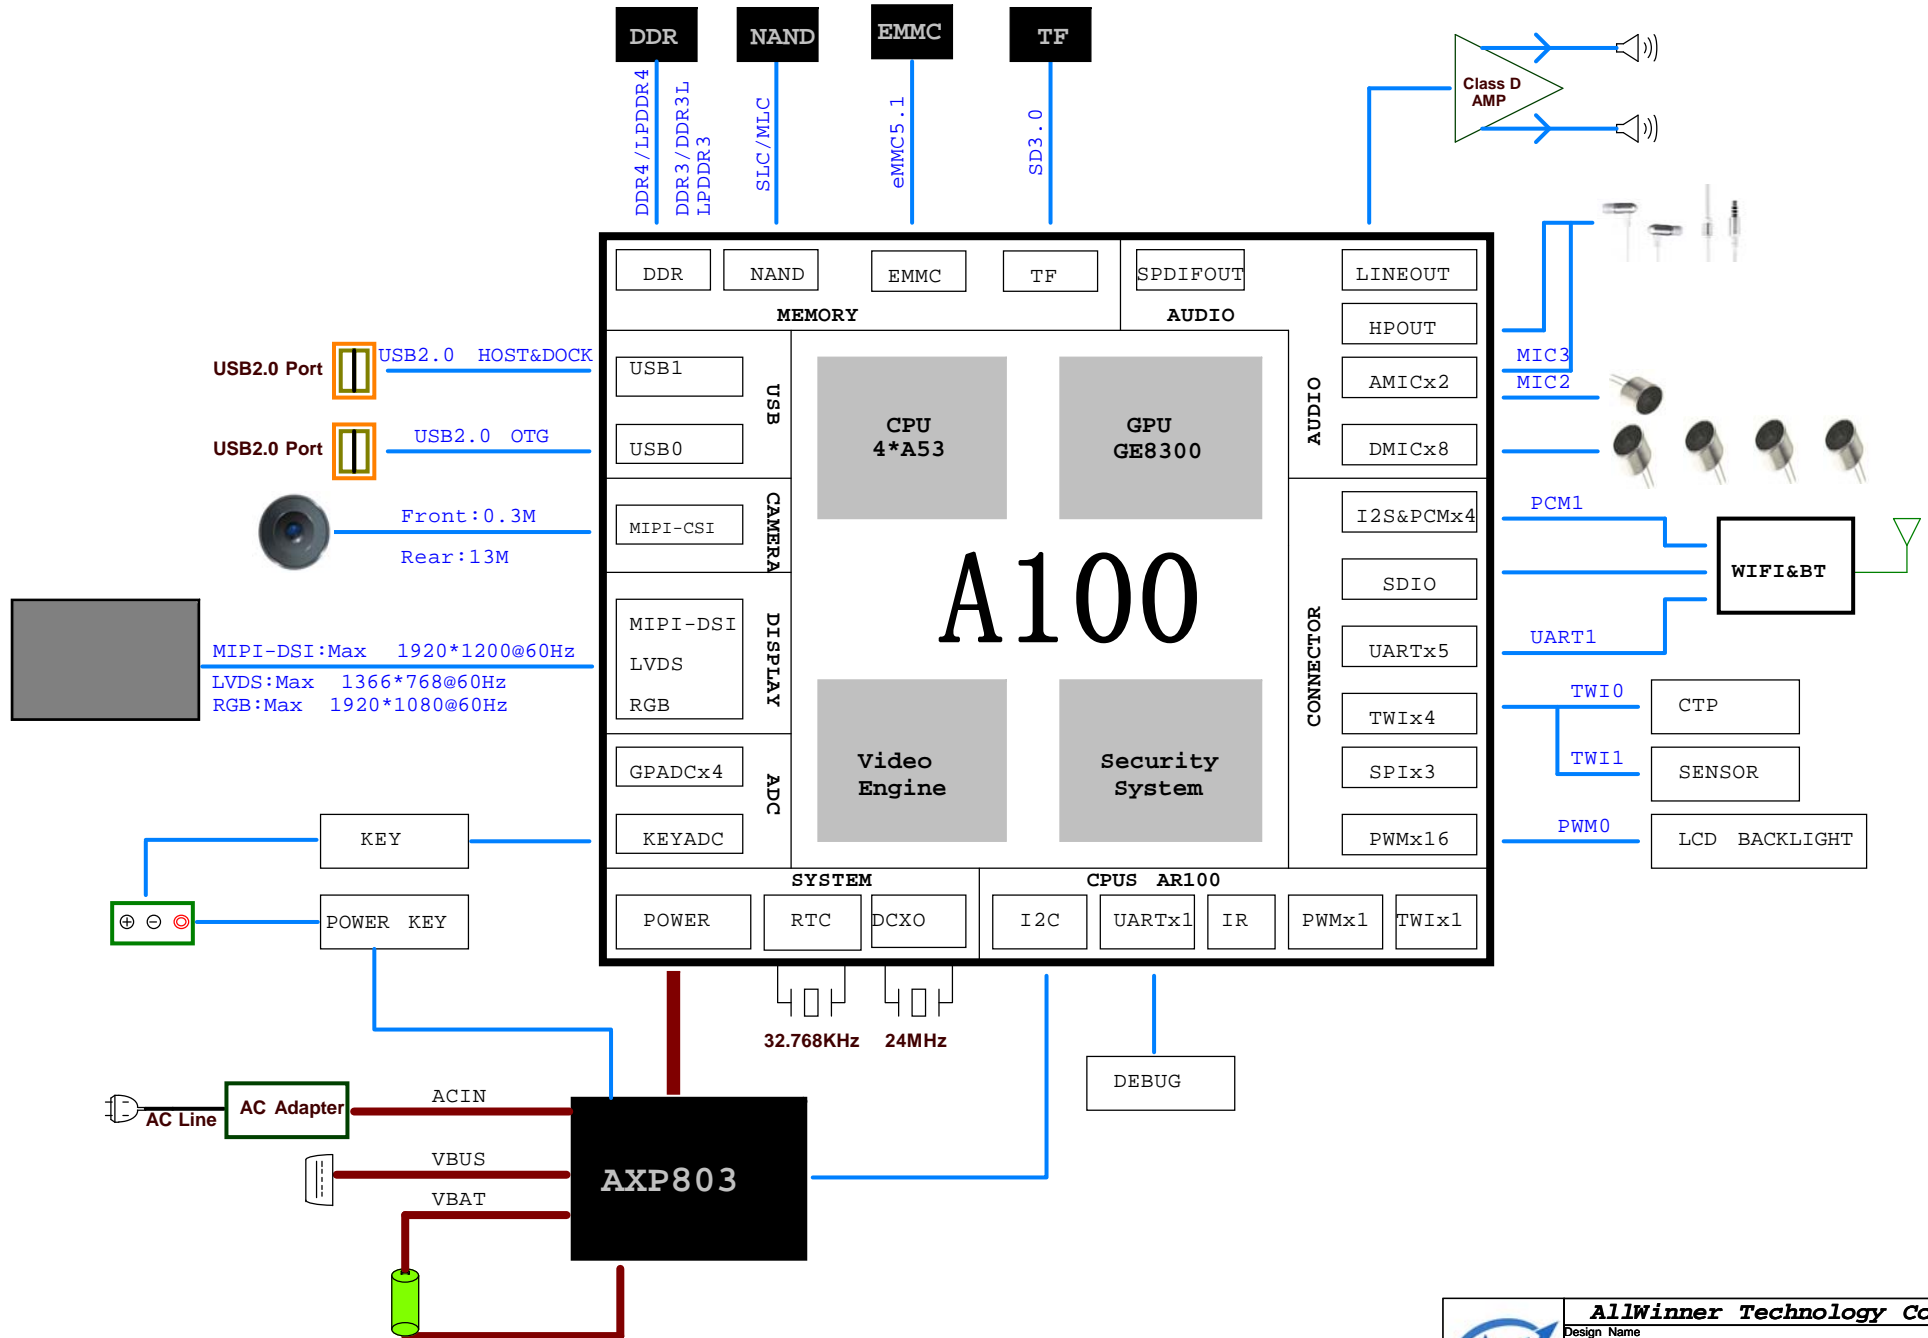 DDR
NAND
EMMC
TF
DDR4/LPDDR4
DDR3/DDR3L
LPDDR3
SLC/MLC
eMMC5.1
SD3.0
Class D
AMP
DDR
NAND
EMMC
TF
SPDIFOUT
LINEOUT
MEMORY
AUDIO
HPOUT
USB2.0 Port
USB2.0 HOST&DOCK
USB1
USB
USB2.0 Port
USB2.0 OTG
USB0
CPU
4*A53
GPU
GE8300
AUDIO
AMICx2
MIC3
MIC2
DMICx8
Front:0.3M
Rear:13M
MIPI-CSI
CAMERA
I2S&PCMx4
PCM1
SDIO
WIFI&BT
UARTx5
UART1
A100
CONNECTOR
MIPI-DSI:Max 1920*1200@60Hz
LVDS:Max 1366*768@60Hz
RGB:Max 1920*1080@60Hz
MIPI-DSI
LVDS
RGB
DISPLAY
TWIx4
TWI0
CTP
TWI1
SENSOR
Video
Engine
Security
System
GPADCx4
ADC
SPIx3
KEY
KEYADC
PWMx16
PWM0
LCD BACKLIGHT
SYSTEM
CPUS AR100
POWER KEY
POWER
RTC
DCXO
I2C
UARTx1
IR
PWMx1
TWIx1
32.768KHz
24MHz
DEBUG
AC Line
AC Adapter
ACIN
VBUS
VBAT
AXP803
AllWinner Technology Co
Design Name